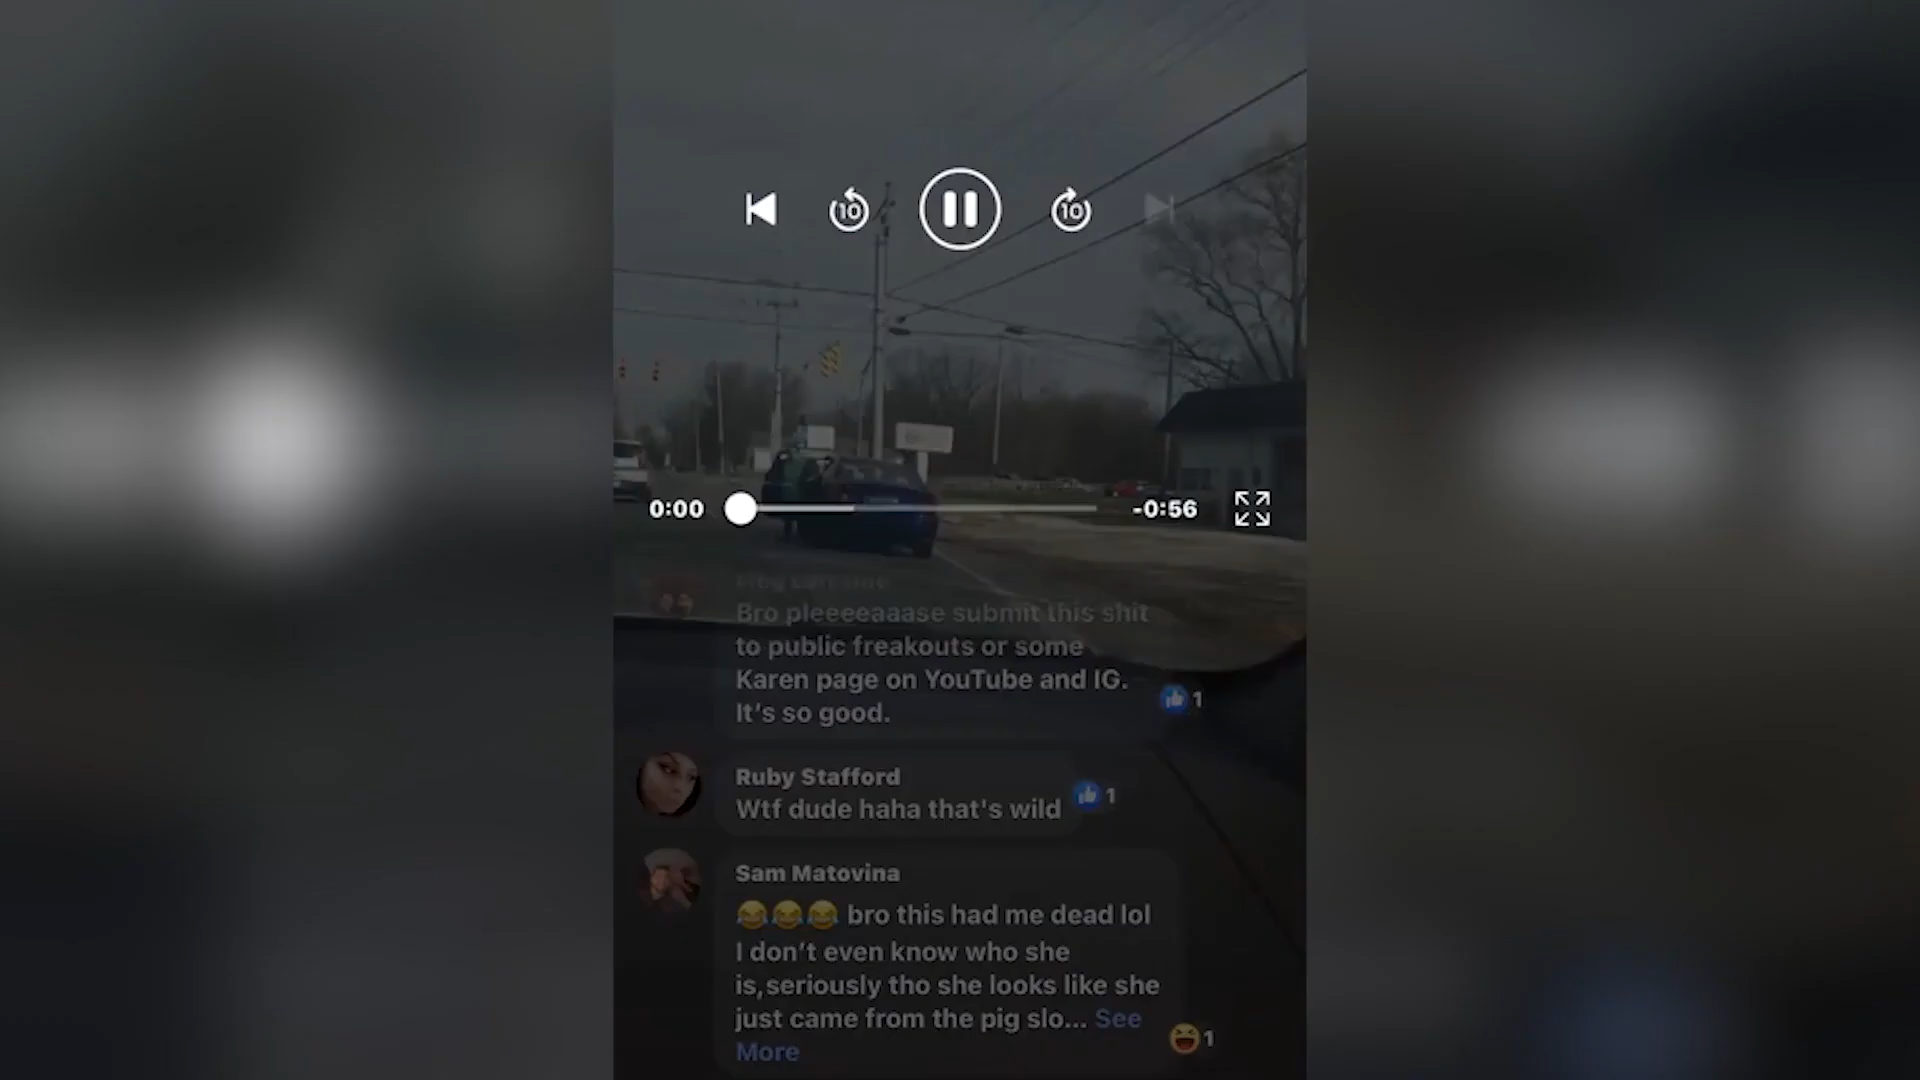 10
10
0:00
-0:56
Bro pleeeeaaase submit this shit
to public freakouts or some
Karen page on YouTube and IG.
It's so good.
1
Ruby Stafford
Wtf dude haha that's wild
1
Sam Matovina
😂😂😂 bro this had me dead lol
I don't even know who she
is,seriously tho she looks like she
just came from the pig slo... See
More
1